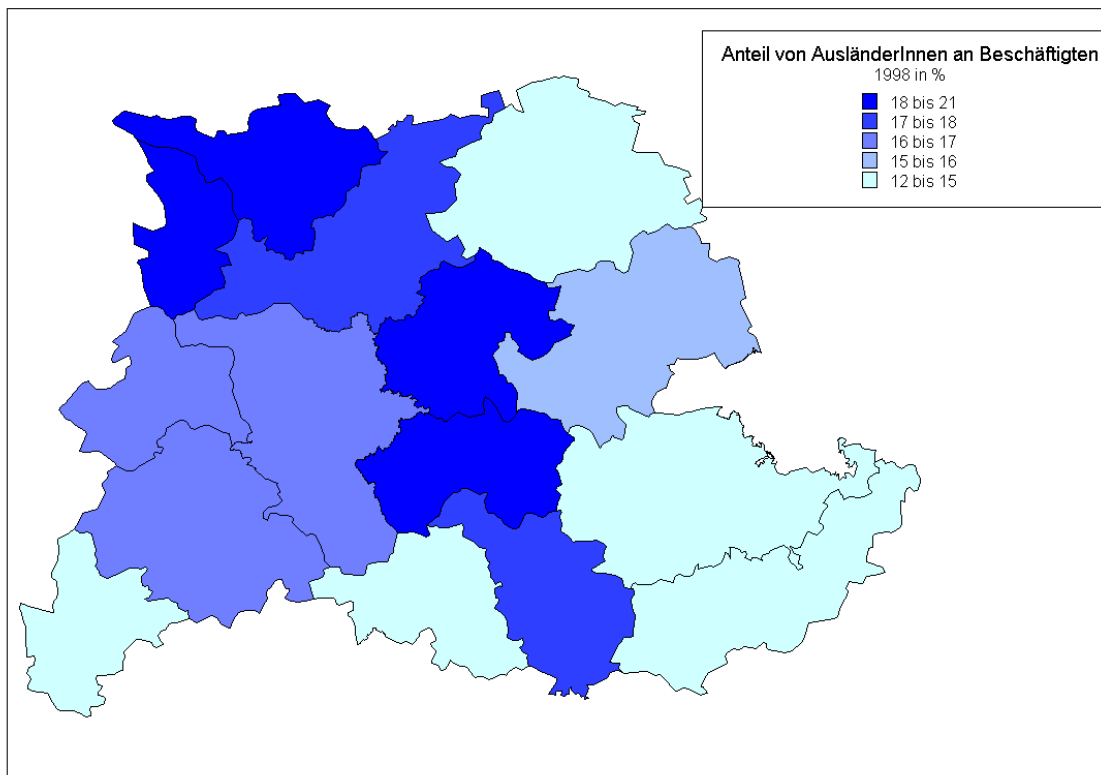 Anteil von AusländerInnen an Beschäftigten
1998 in %
18 bis 21
17 bis 18
16 bis 17
15 bis 16
12 bis 15